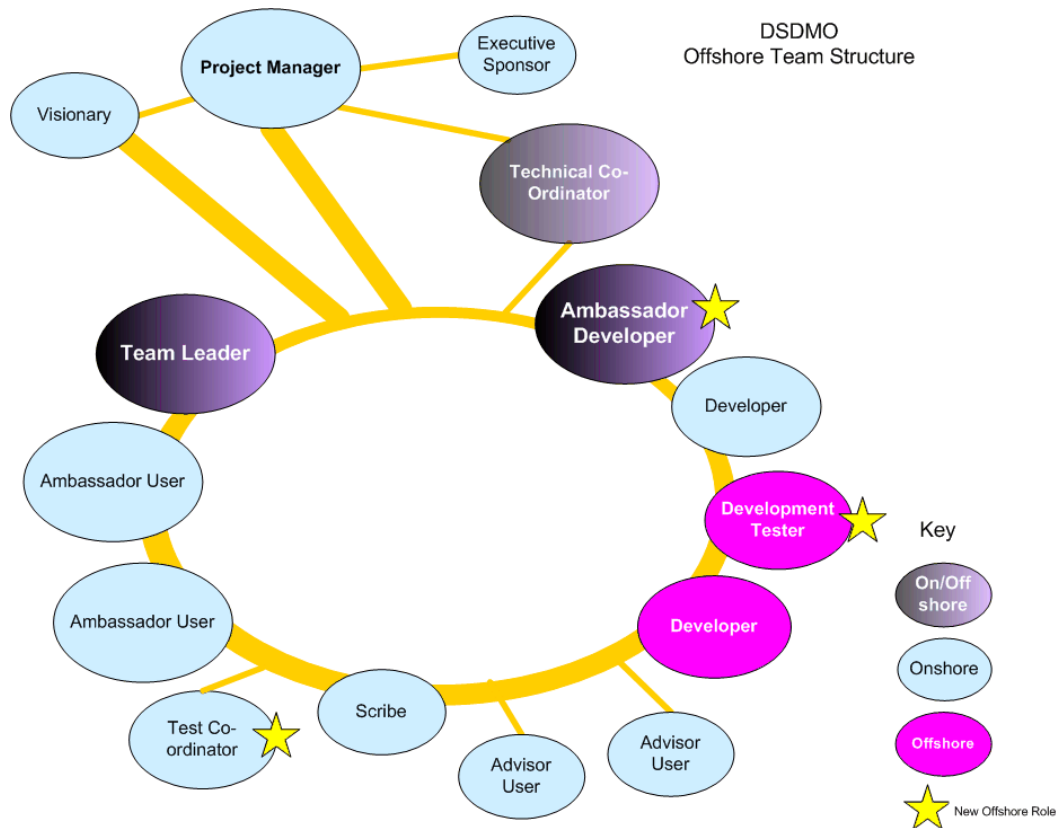 DSDMO
Offshore Team Structure
Executive
Sponsor
Project Manager
Visionary
Technical Co-
Ordinator
Ambassador
Developer
Team Leader
Developer
Ambassador User
Development
Tester
Key
On/Off
shore
Ambassador User
Developer
Onshore
Scribe
Test Co-
ordinator
Advisor
User
Advisor
User
Offshore
New Offshore Role